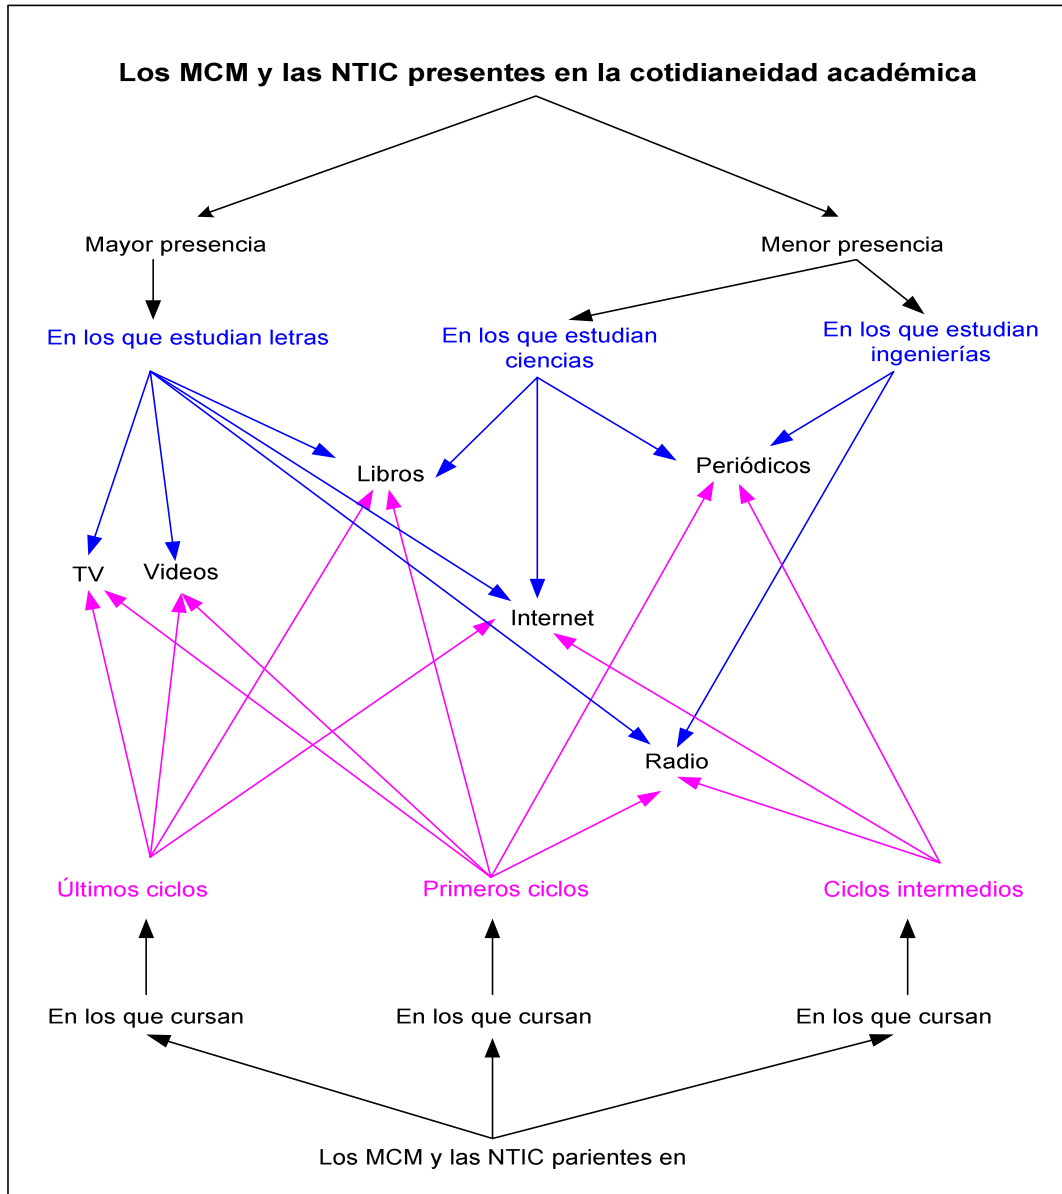 Los MCM y las NTIC presentes en la cotidianeidad académica
Mayor presencia
Menor presencia
En los que estudian letras
En los que estudian
ciencias
En los que estudian
ingenierías
Libros
Periódicos
TV
Videos
Internet
Radio
Últimos ciclos
Primeros ciclos
Ciclos intermedios
En los que cursan
En los que cursan
En los que cursan
Los MCM y las NTIC parientes en